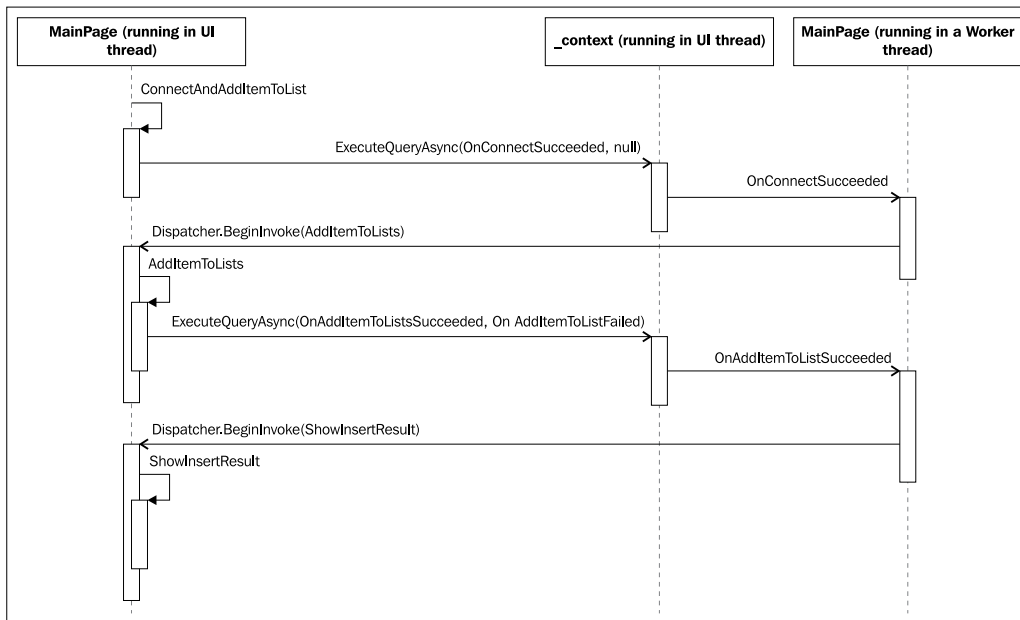 MainPage (running in UI
thread)
_context (running in UI thread)
MainPage (running in a Worker
thread)
ConnectAndAddItemToList
ExecuteQueryAsync(OnConnectSucceeded, null)
OnConnectSucceeded
Dispatcher.BeginInvoke(AddItemToLists)
AddItemToLists
ExecuteQueryAsync(OnAddItemToListsSucceeded, On AddItemToListFailed)
OnAddItemToListSucceeded
Dispatcher.BeginInvoke(ShowInsertResult)
ShowInsertResult